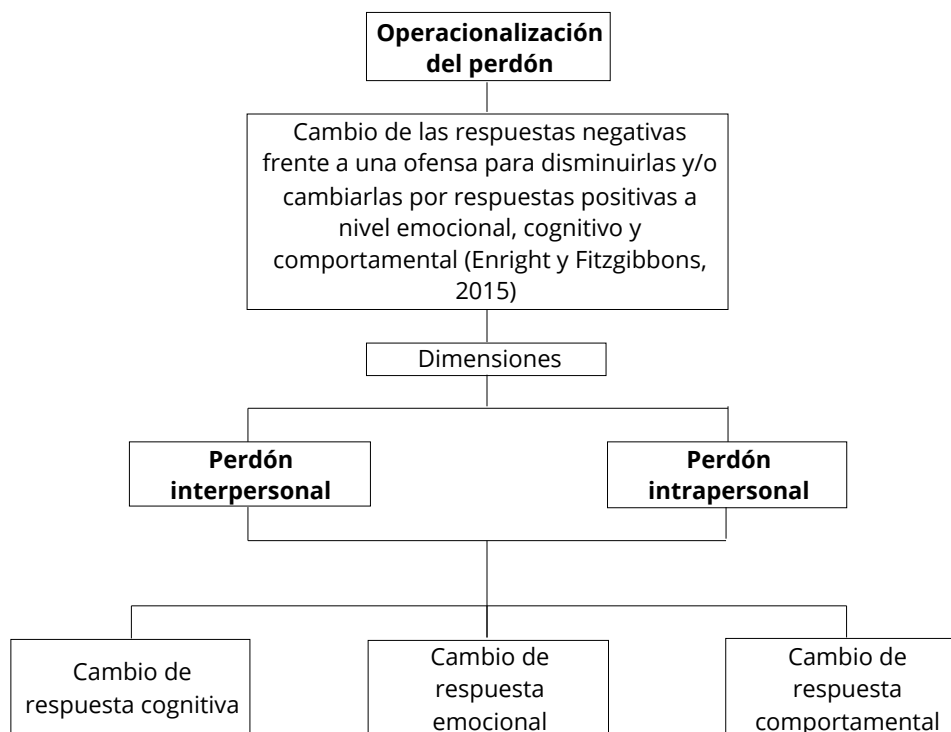 Operacionalización
del perdón
Cambio de las respuestas negativas
frente a una ofensa para disminuirlas y/o
cambiarlas por respuestas positivas a
nivel emocional, cognitivo y
comportamental (Enright y Fitzgibbons,
2015)
Dimensiones
Perdón
interpersonal
Perdón
intrapersonal
Cambio de
respuesta cognitiva
Cambio de
respuesta
emocional
Cambio de
respuesta
comportamental